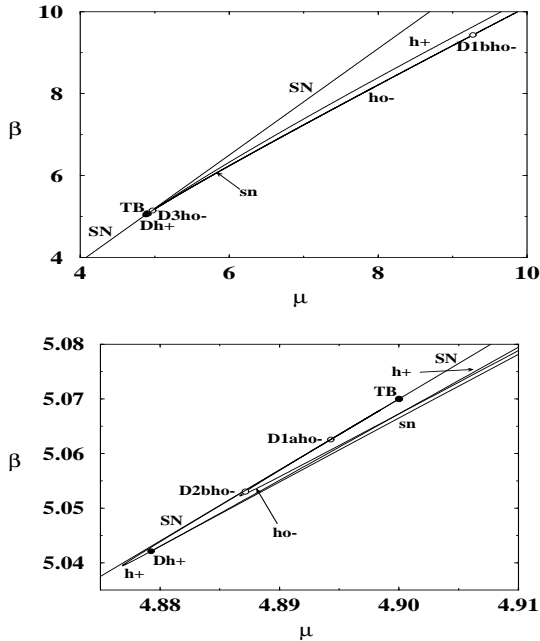 10
h+
D1bho-
SN
8
ho-
β
6
sn
TB
D3ho-
SN
Dh+
4
4
6
8
10
μ
5.08
SN
h+
TB
5.07
sn
D1aho-
β
5.06
D2bho-
5.05
SN
ho-
5.04
Dh+
h+
4.88
4.89
4.90
4.91
μ